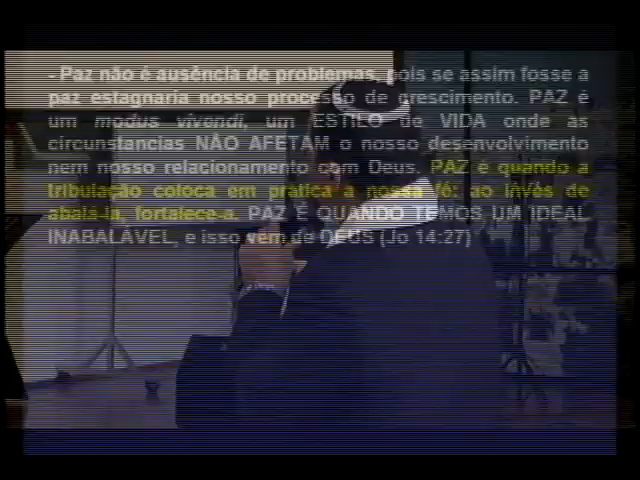 - Paz não é ausência de problemas, pois se assim fosse a
paz estagnaria nosso processo de crescimento. PAZ é
um modus vivendi, um ESTILO de VIDA onde as
circunstancias NÃO AFETAM o nosso desenvolvimento
nem nosso relacionamento com Deus. PAZ é quando a
tribulação coloca em prática a nossa fé: ao invés de
abalá-la, fortalece-a. PAZ É QUANDO TEMOS UM IDEAL
INABALÁVEL, e isso vem de DEUS (Jo 14:27)